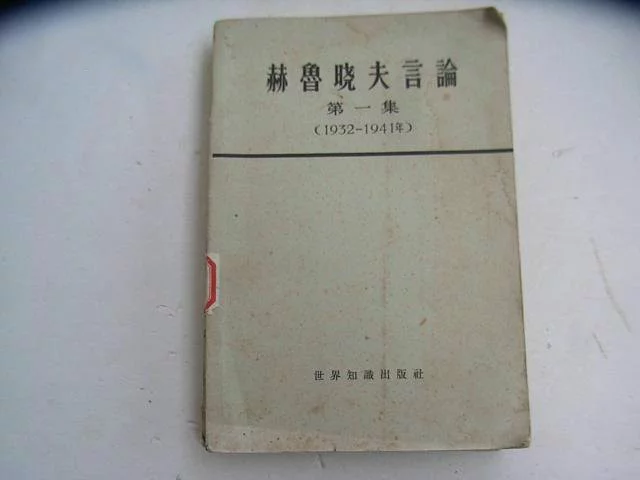 赫魯晓夫言論
第一集
（1932-1941年）
世界知識出版社